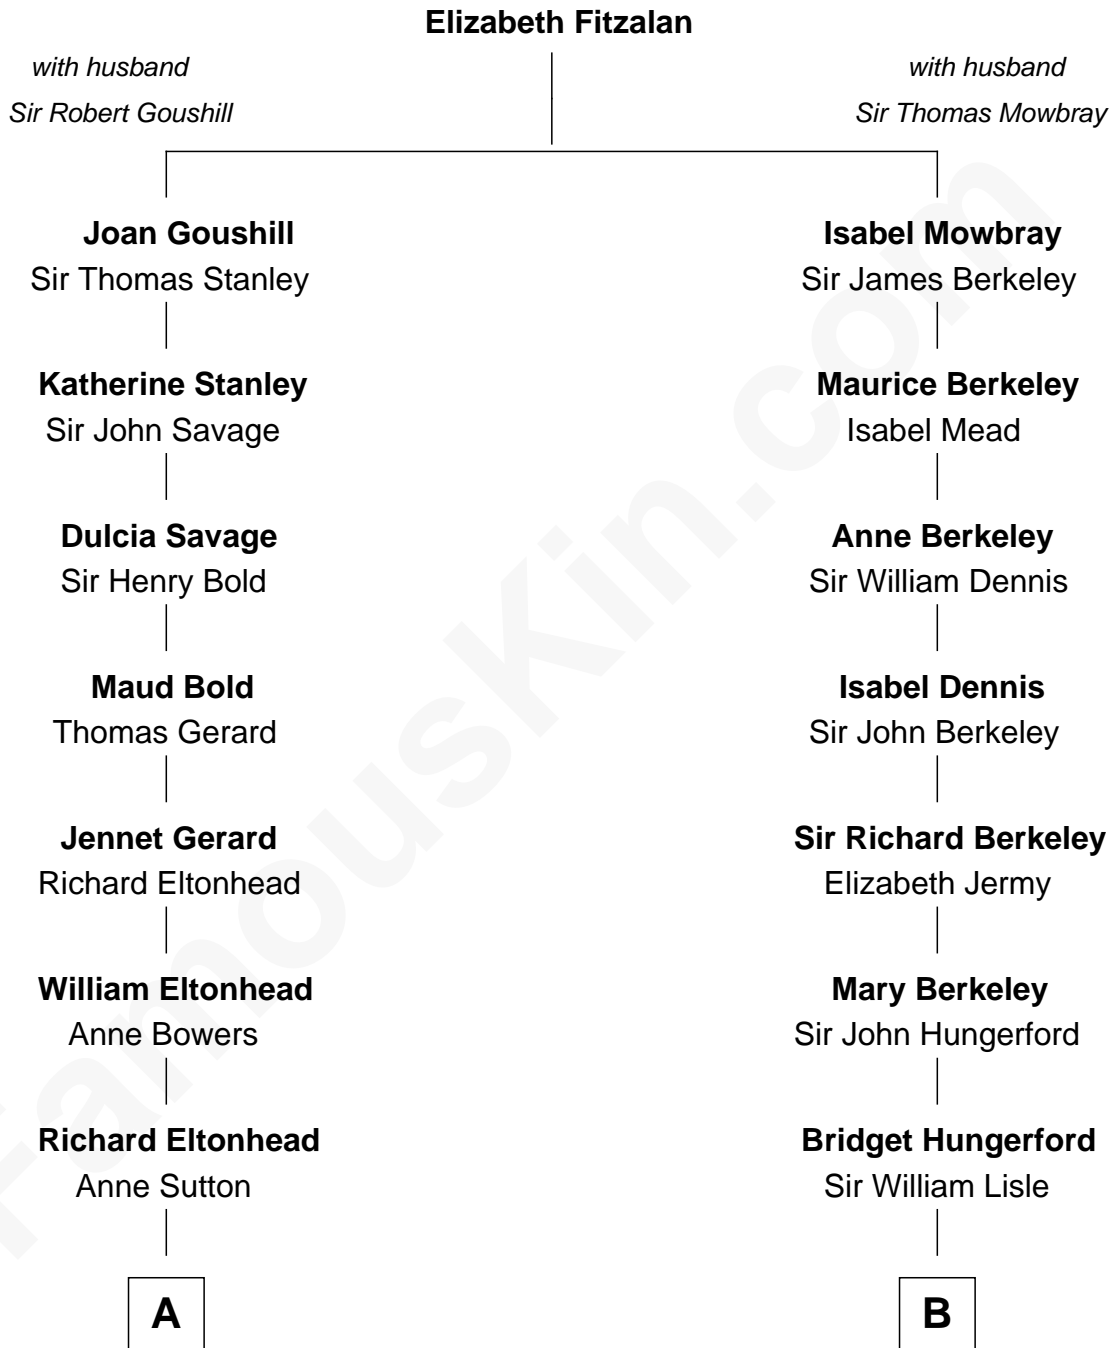 Elizabeth Fitzalan
with husband
Sir Robert Goushill
with husband
Sir Thomas Mowbray
Joan Goushill
Sir Thomas Stanley
Isabel Mowbray
Sir James Berkeley
Katherine Stanley
Sir John Savage
Maurice Berkeley
Isabel Mead
Dulcia Savage
Sir Henry Bold
Anne Berkeley
Sir William Dennis
Maud Bold
Thomas Gerard
Isabel Dennis
Sir John Berkeley
Jennet Gerard
Richard Eltonhead
Sir Richard Berkeley
Elizabeth Jermy
William Eltonhead
Anne Bowers
Mary Berkeley
Sir John Hungerford
Richard Eltonhead
Anne Sutton
Bridget Hungerford
Sir William Lisle
A
B
FamousKin.com